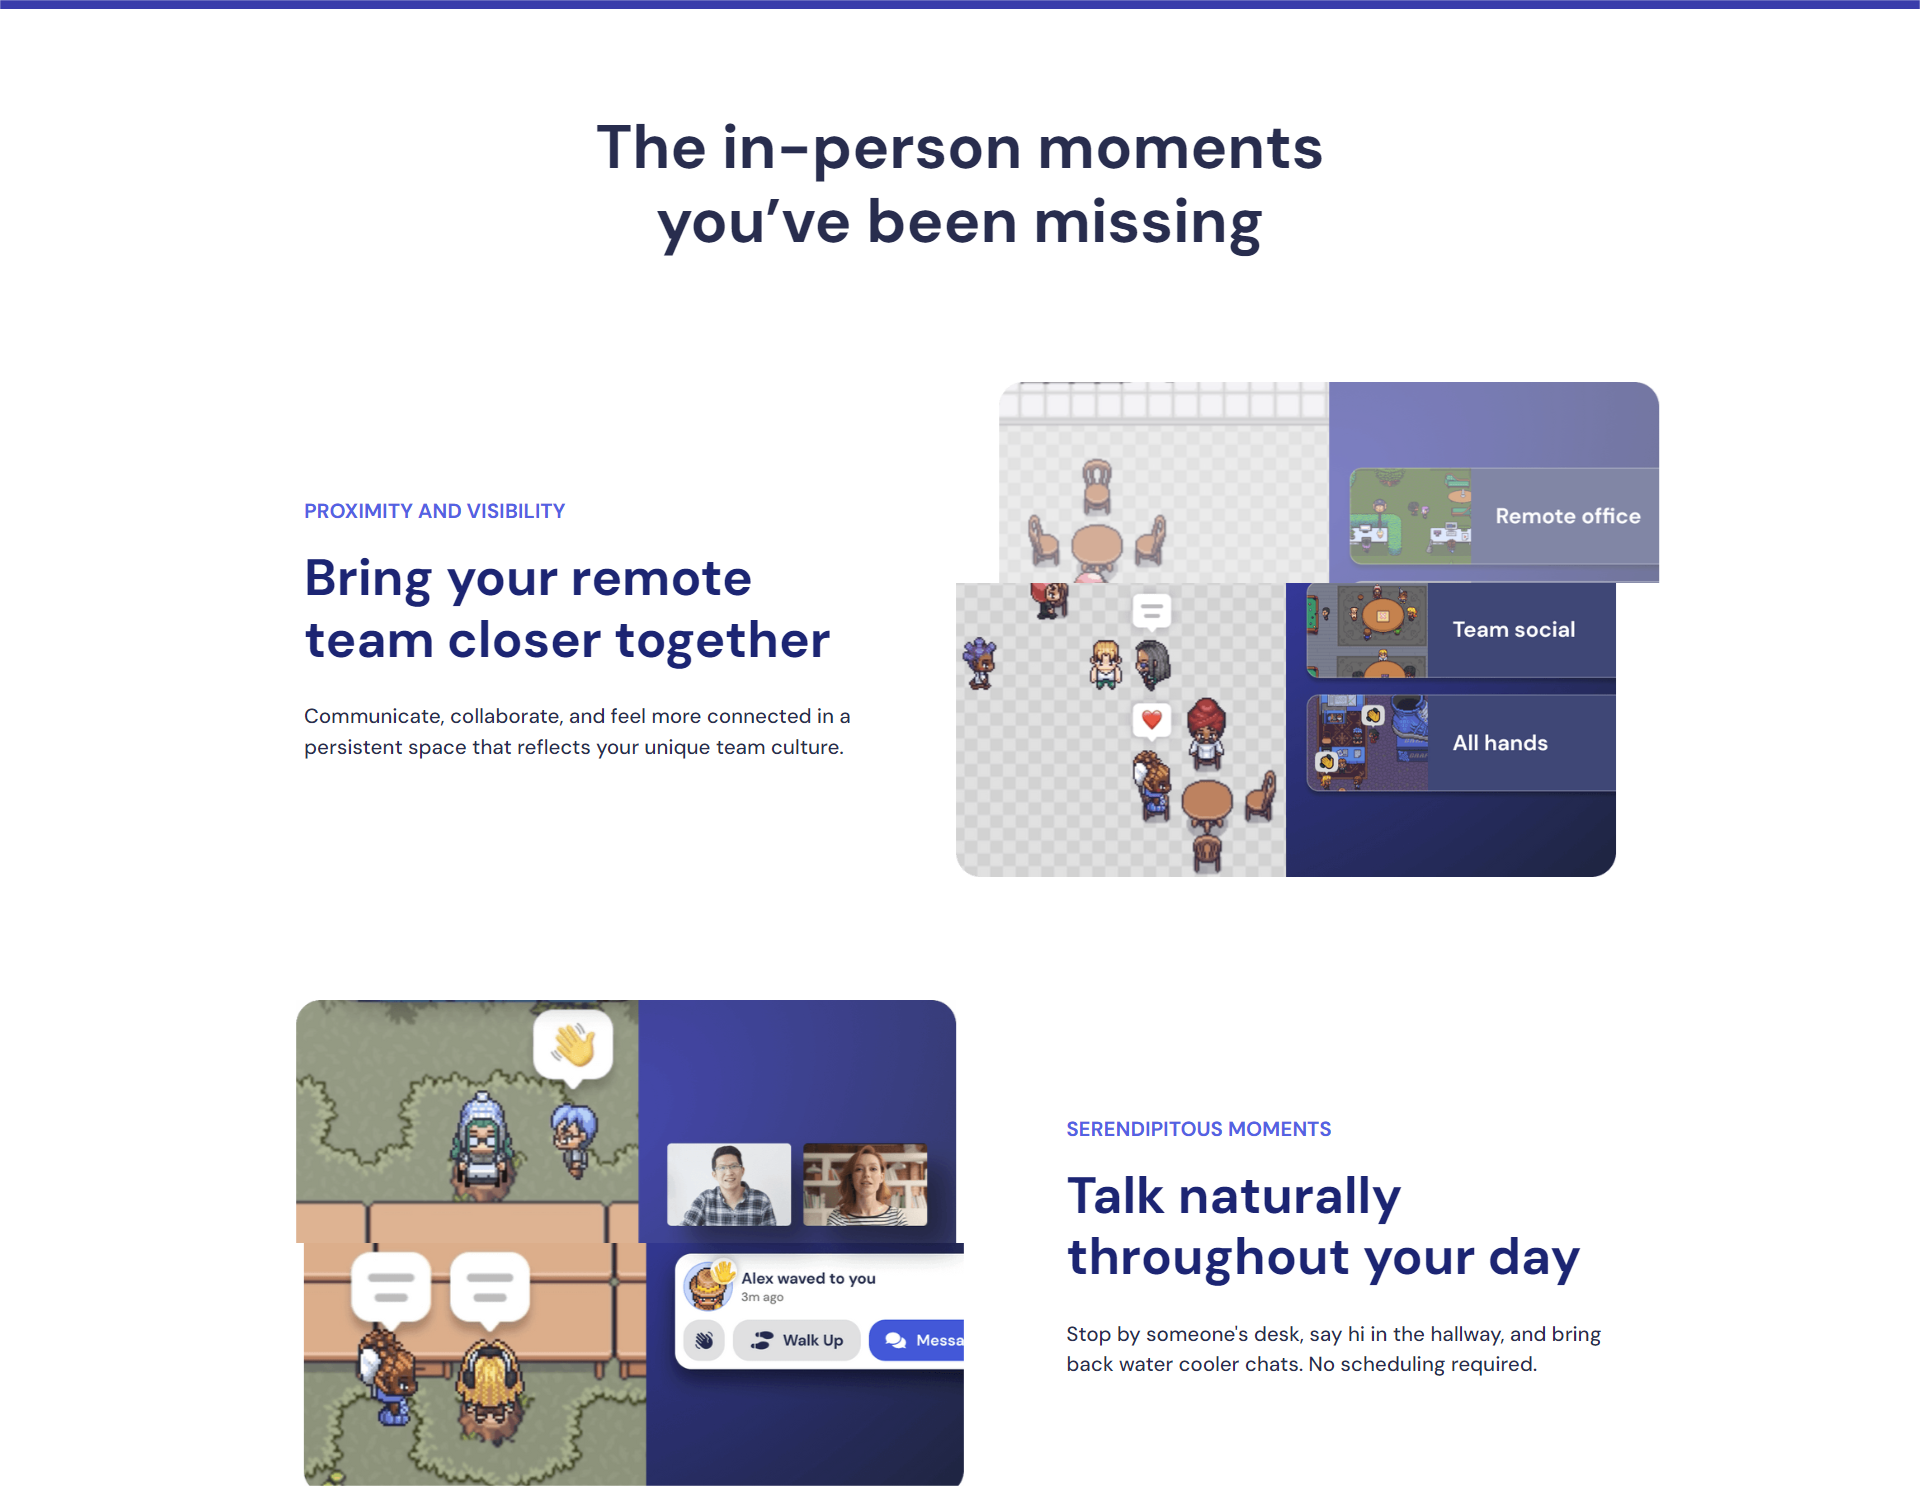 The in-person moments
you’ve been missing
PROXIMITY AND VISIBILITY
Bring your remote
team closer together
Communicate, collaborate, and feel more connected in a
persistent space that reflects your unique team culture.
Remote office
Team social
All hands
Alex waved to you
3m ago
Walk Up
Messa
SERENDIPITOUS MOMENTS
Talk naturally
throughout your day
Stop by someone's desk, say hi in the hallway, and bring
back water cooler chats. No scheduling required.